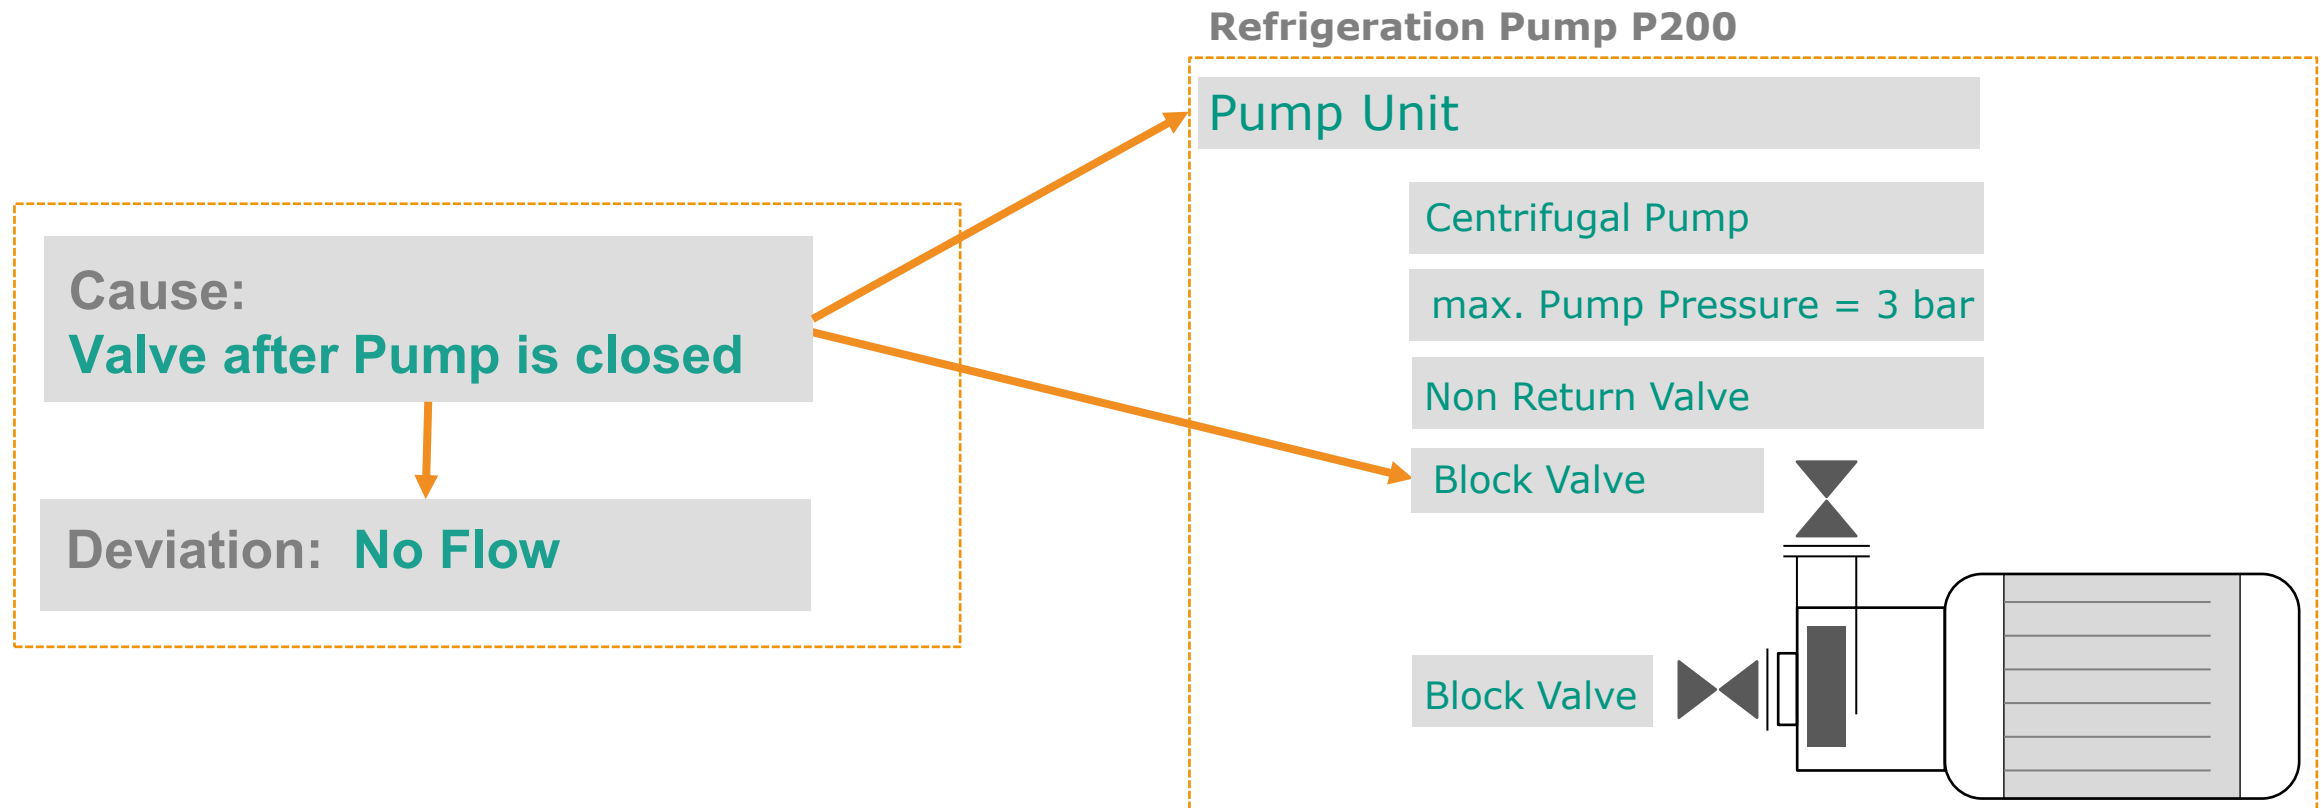 Refrigeration Pump P200
Pump Unit
Centrifugal Pump
max. Pump Pressure = 3 bar
Non Return Valve
Block Valve
Block Valve
Cause:
Valve after Pump is closed
Deviation: No Flow